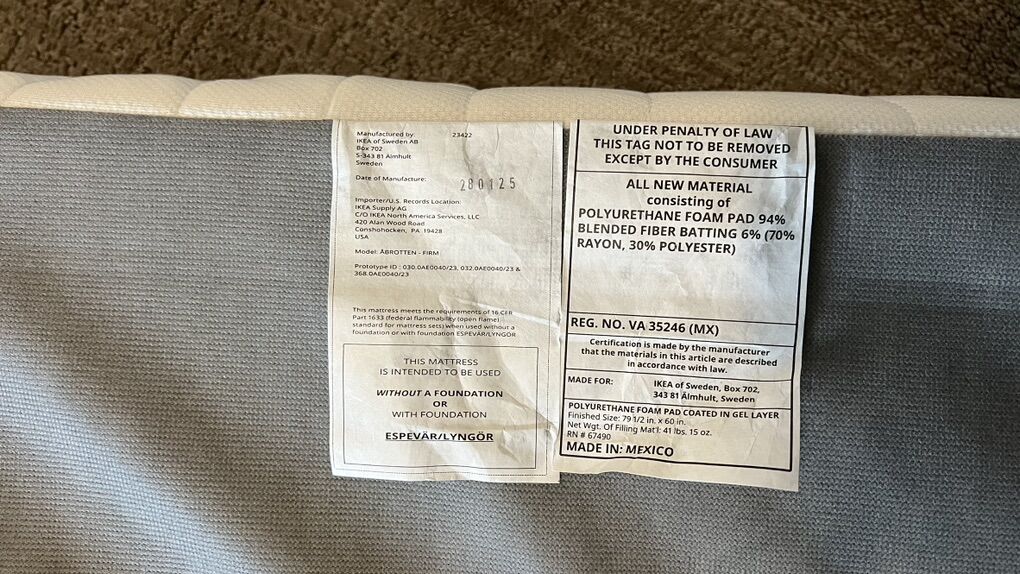 Manufactured by: 23422
IKEA of Sweden AB
Box 702
S-343 81 Älmhult
Sweden
Date of Manufacture: 280125
Importer/U.S. Records Location:
IKEA Supply AG
C/O IKEA North America Services, LLC
420 Alan Wood Road
Conshohocken, PA 19428
USA
Model: ÅBROTTEN - FIRM
Prototype ID : 030.0AE0040/23, 032.0AE0040/23 &
368.0AE0040/23
This mattress meets the requirements of 16 CFR
Part 1633 (federal flammability (open flame)
standard for mattress sets) when used without a
foundation or with foundation ESPEVÄR/LYNGÖR
THIS MATTRESS
IS INTENDED TO BE USED
WITHOUT A FOUNDATION
OR
WITH FOUNDATION
ESPEVÄR/LYNGÖR
UNDER PENALTY OF LAW
THIS TAG NOT TO BE REMOVED
EXCEPT BY THE CONSUMER
ALL NEW MATERIAL
consisting of
POLYURETHANE FOAM PAD 94%
BLENDED FIBER BATTING 6% (70%
RAYON, 30% POLYESTER)
REG. NO. VA 35246 (MX)
Certification is made by the manufacturer
that the materials in this article are described
in accordance with law.
MADE FOR: IKEA of Sweden, Box 702,
343 81 Älmhult, Sweden
POLYURETHANE FOAM PAD COATED IN GEL LAYER
Finished Size: 79 1/2 in. x 60 in.
Net Wgt. Of Filling Mat'l: 41 lbs. 15 oz.
RN # 67490
MADE IN: MEXICO